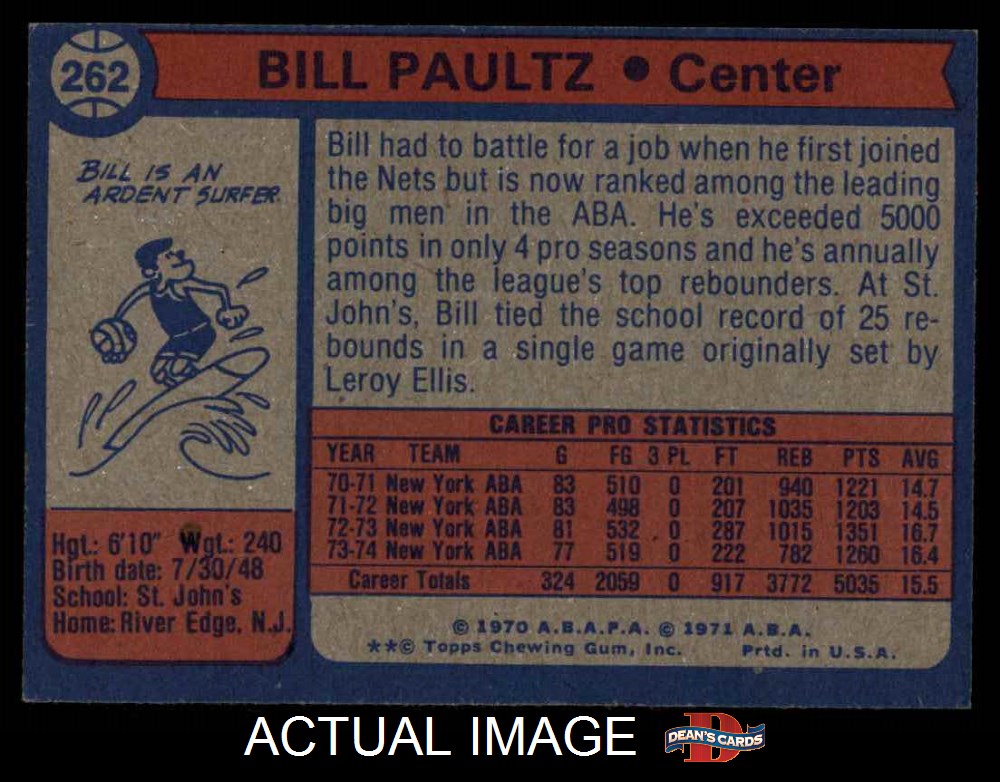 262
BILL PAULTZ • Center
BILL IS AN
ARDENT SURFER
Bill had to battle for a job when he first joined
the Nets but is now ranked among the leading
big men in the ABA. He's exceeded 5000
points in only 4 pro seasons and he's annually
among the league's top rebounders. At St.
John's, Bill tied the school record of 25 re-
bounds in a single game originally set by
Leroy Ellis.
Hgt.: 6'10" Wgt.: 240
Birth date: 7/30/48
School: St. John's
Home: River Edge, N.J.
CAREER PRO STATISTICS
YEAR TEAM G FG 3 PL FT REB PTS AVG
70-71 New York ABA 83 510 0 201 940 1221 14.7
71-72 New York ABA 83 498 0 207 1035 1203 14.5
72-73 New York ABA 81 532 0 287 1015 1351 16.7
73-74 New York ABA 77 519 0 222 782 1260 16.4
Career Totals 324 2059 0 917 3772 5035 15.5
© 1970 A.B.A.P.A. © 1971 A.B.A.
**© Topps Chewing Gum, Inc. Prtd. in U.S.A.
ACTUAL IMAGE
D
DEAN'S CARDS